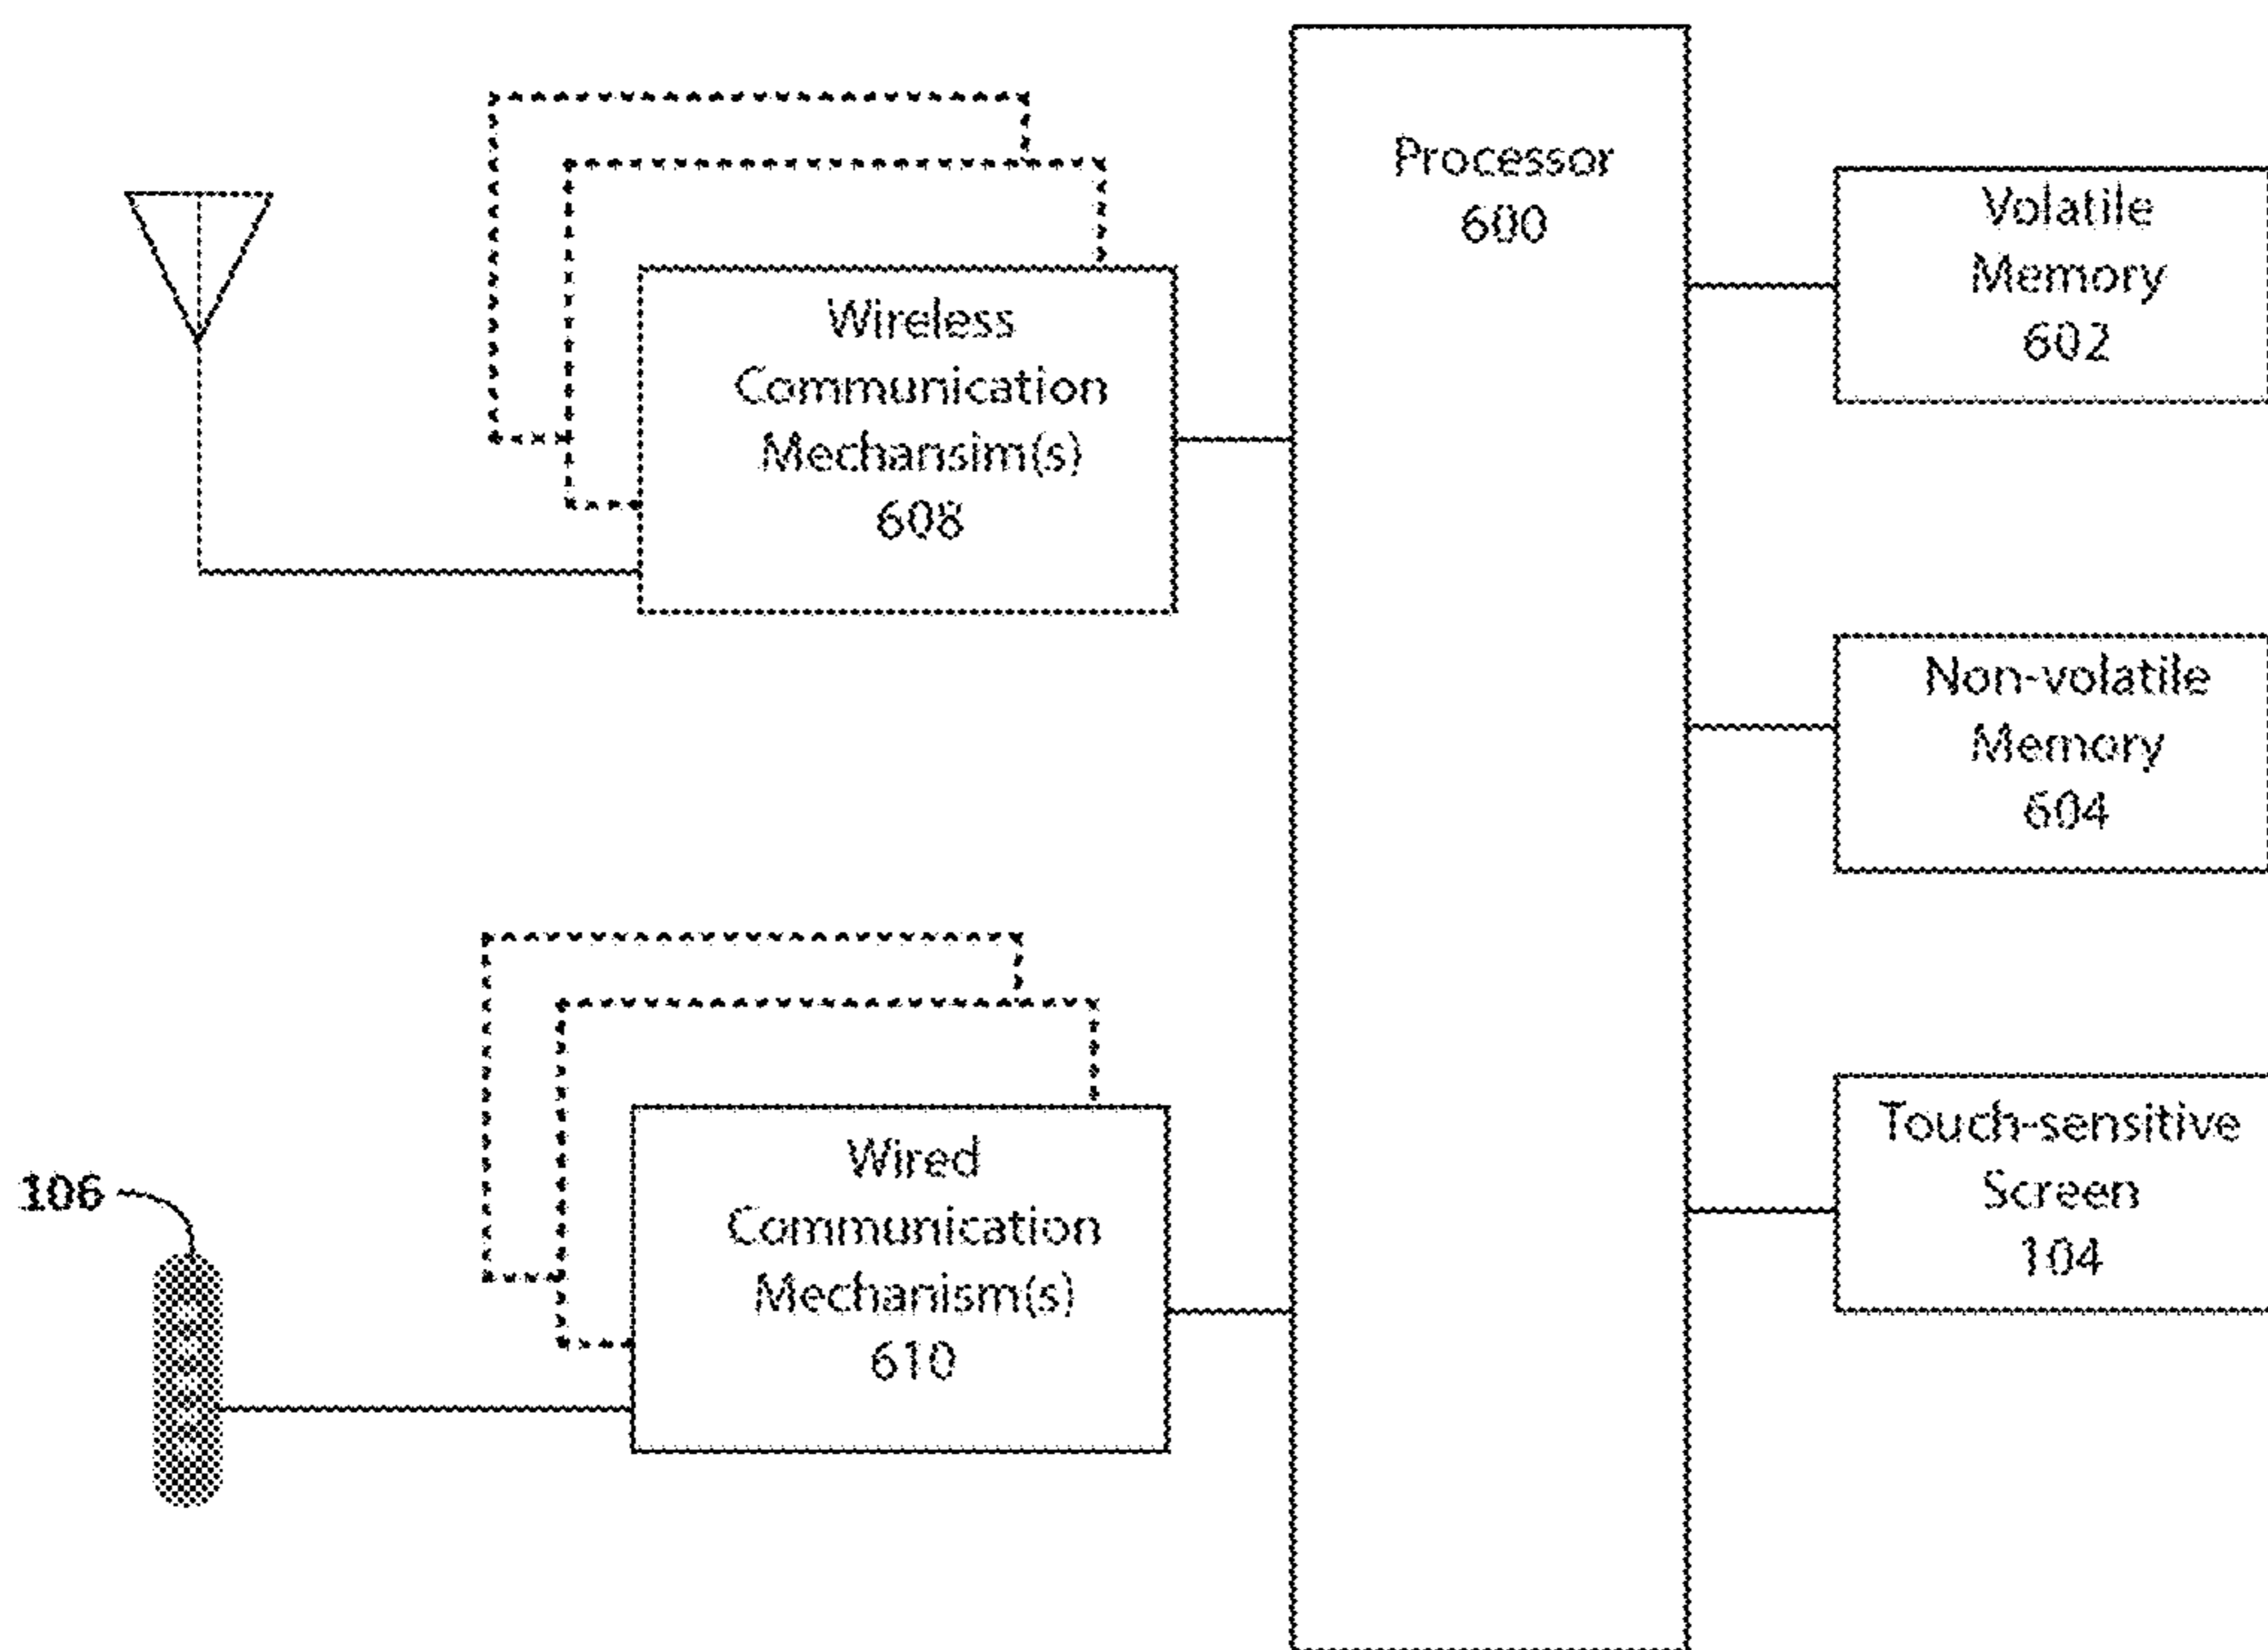 Processor
600
Volatile
Memory
602
Wireless
Communication
Mechansim(s)
608
Non-volatile
Memory
604
Touch-sensitive
Screen
104
106
Wired
Communication
Mechanism(s)
610